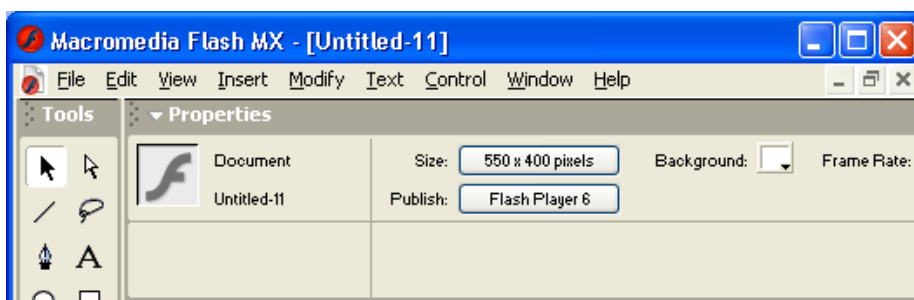 Macromedia Flash MX - [Untitled-11]
File Edit View Insert Modify Text Control Window Help
Tools Properties
Document Size: 550 x 400 pixels Background: Frame Rate:
Untitled-11 Publish: Flash Player 6
A